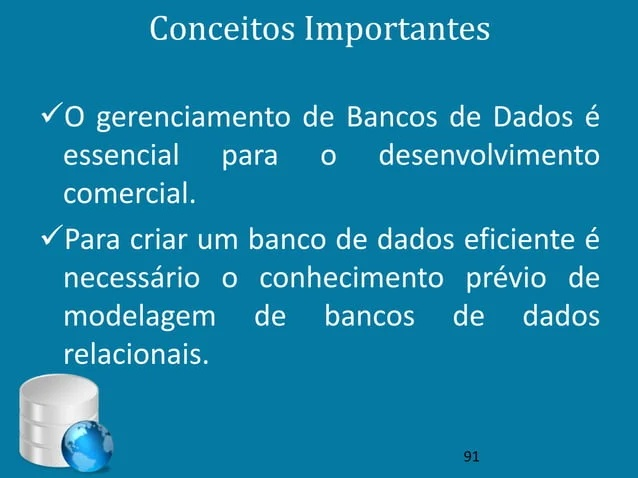 Conceitos Importantes
✓O gerenciamento de Bancos de Dados é
essencial para o desenvolvimento
comercial.
✓Para criar um banco de dados eficiente é
necessário o conhecimento prévio de
modelagem de bancos de dados
relacionais.
91